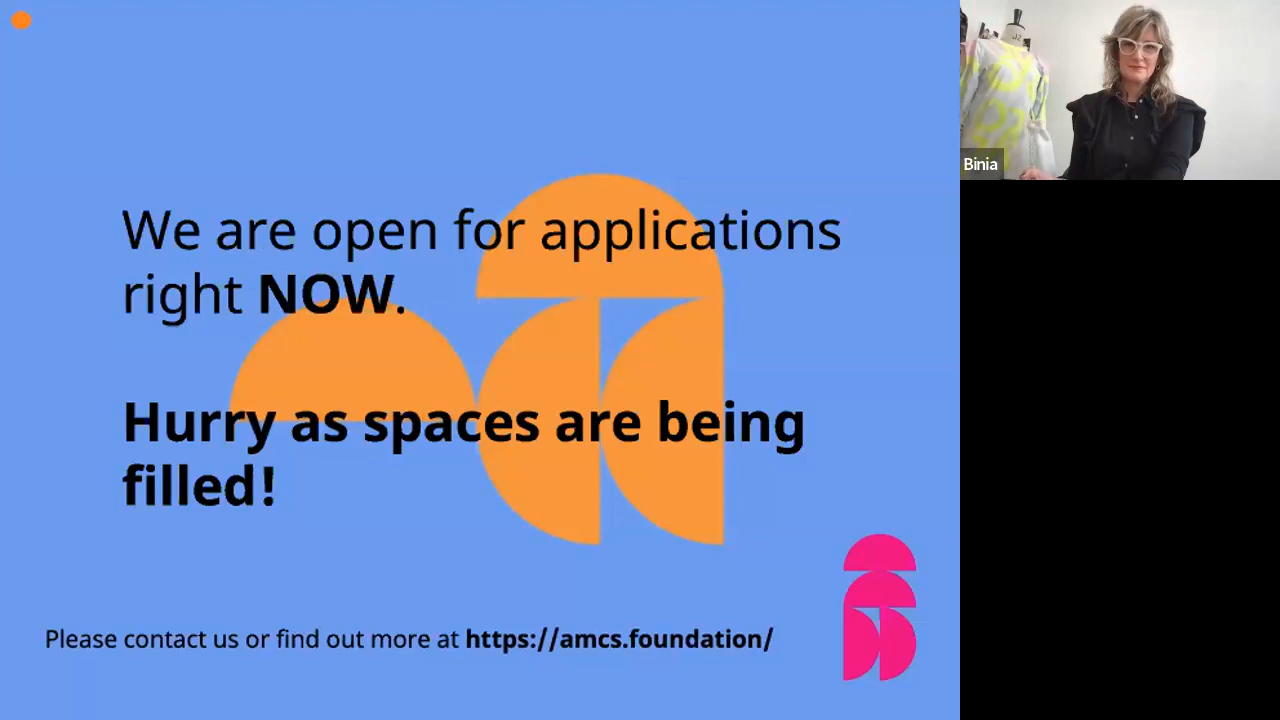 We are open for applications
right NOW.
Hurry as spaces are being
filled!
Please contact us or find out more at https://amcs.foundation/
Binia